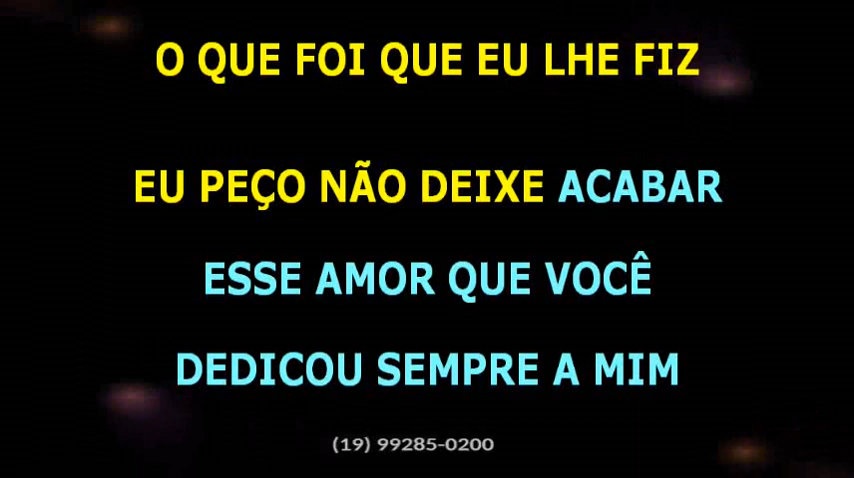 O QUE FOI QUE EU LHE FIZ
EU PEÇO NÃO DEIXE ACABAR
ESSE AMOR QUE VOCÊ
DEDICOU SEMPRE A MIM
(19) 99285-0200